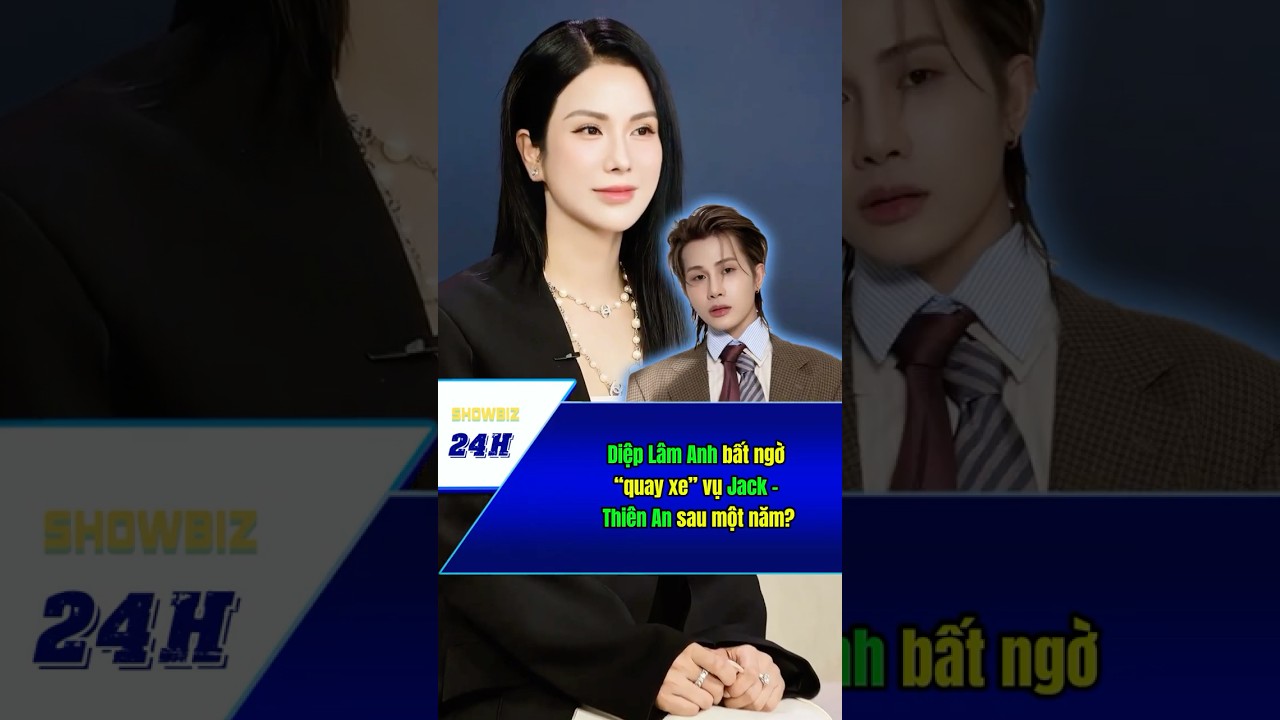 SHOWBIZ
24H
Diệp Lâm Anh bất ngờ
“quay xe” vụ Jack -
Thiên An sau một năm?
SHOWBIZ
24H
nh bất ngờ